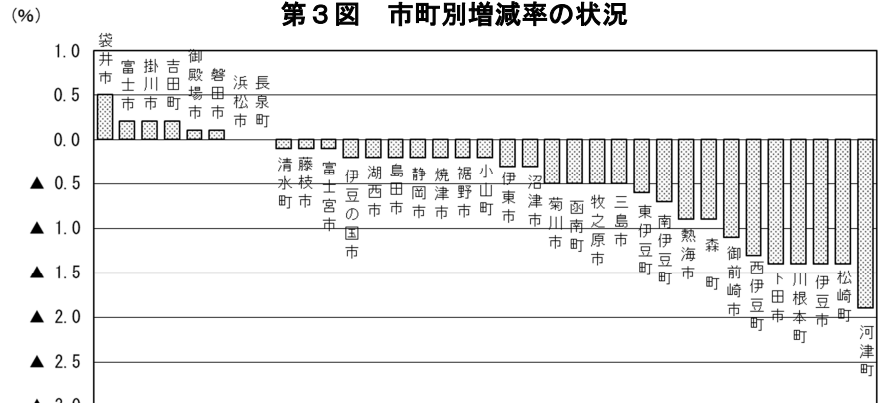 (%)
第３図　市町別増減率の状況
1.0
0.5
0.0
▲ 0.5
▲ 1.0
▲ 1.5
▲ 2.0
▲ 2.5
袋井市
富士市
掛川市
吉田町
御殿場市
磐田市
浜松市
長泉町
清水町
藤枝市
富士宮市
伊豆の国市
湖西市
島田市
静岡市
焼津市
裾野市
小山町
伊東市
沼津市
菊川市
函南町
牧之原市
三島市
東伊豆町
南伊豆町
熱海市
森　町
御前崎市
西伊豆町
下田市
川根本町
伊豆市
松崎町
河津町